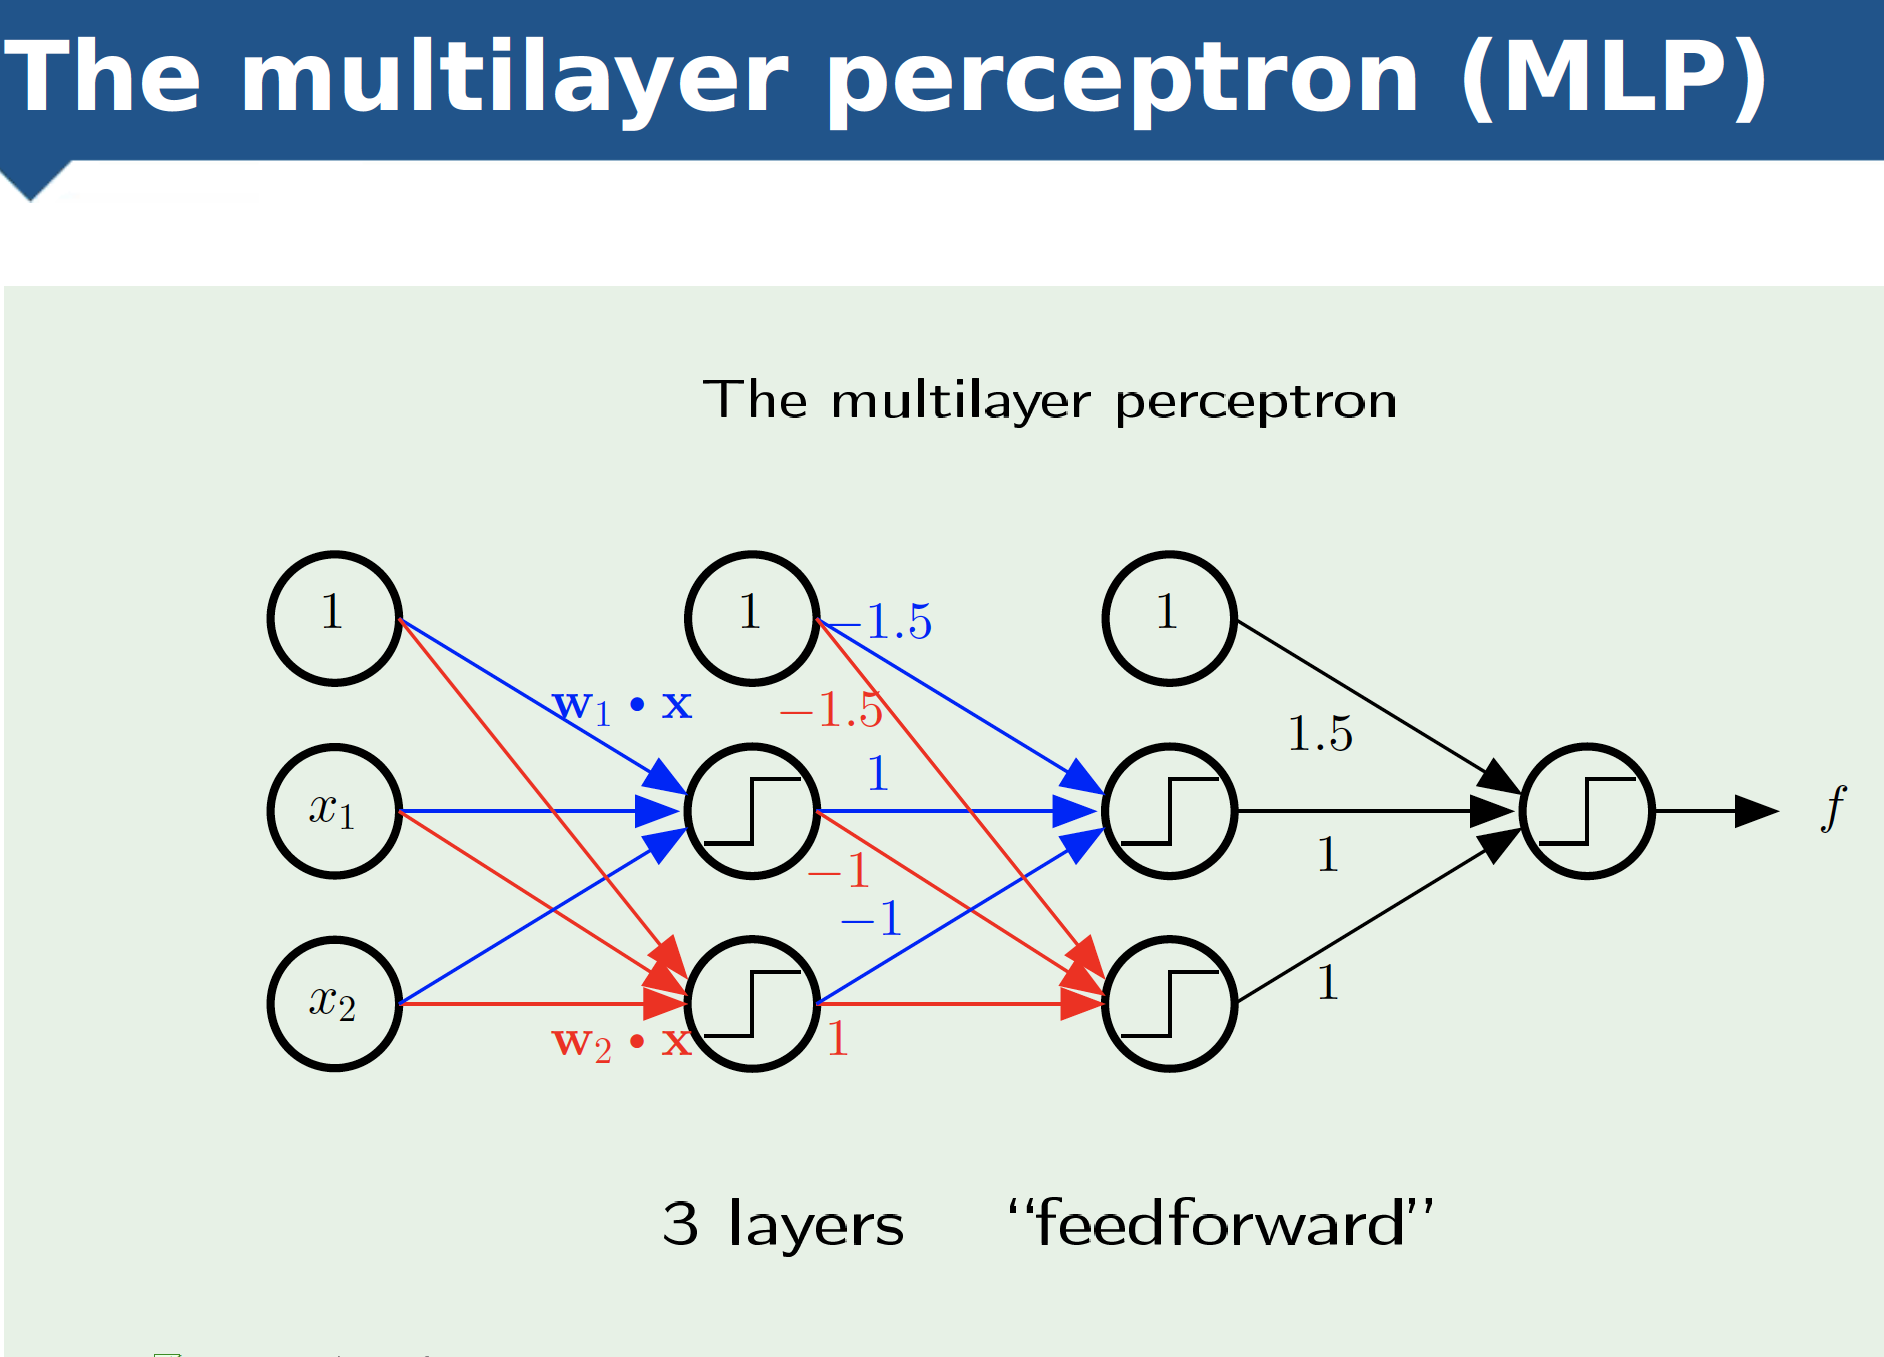 The multilayer perceptron (MLP)
The multilayer perceptron
1 1 −1.5 1
w₁ • x −1.5
1.5
1
x₁ f
1
−1
−1
1
x₂
w₂ • x 1
3 layers “feedforward”